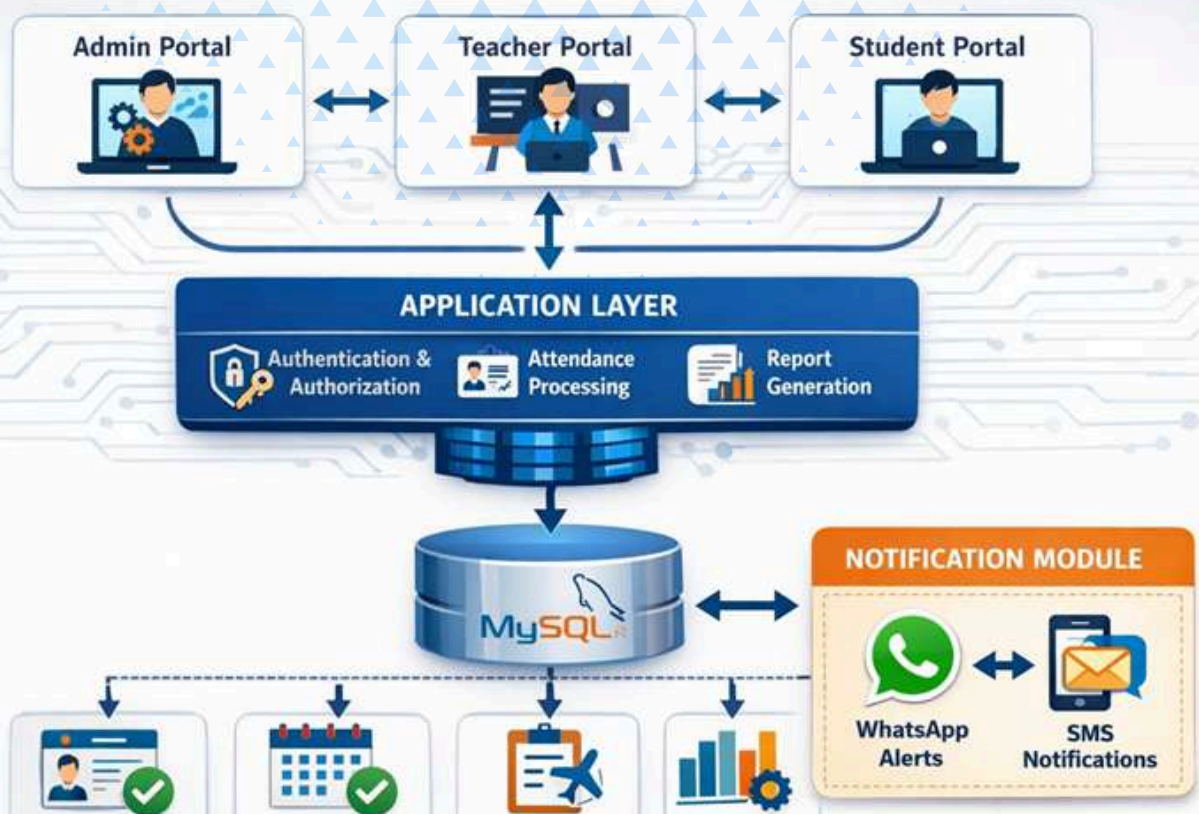 Admin Portal
Teacher Portal
Student Portal
APPLICATION LAYER
Authentication &
Authorization
Attendance
Processing
Report
Generation
MySQL
NOTIFICATION MODULE
WhatsApp
Alerts
SMS
Notifications